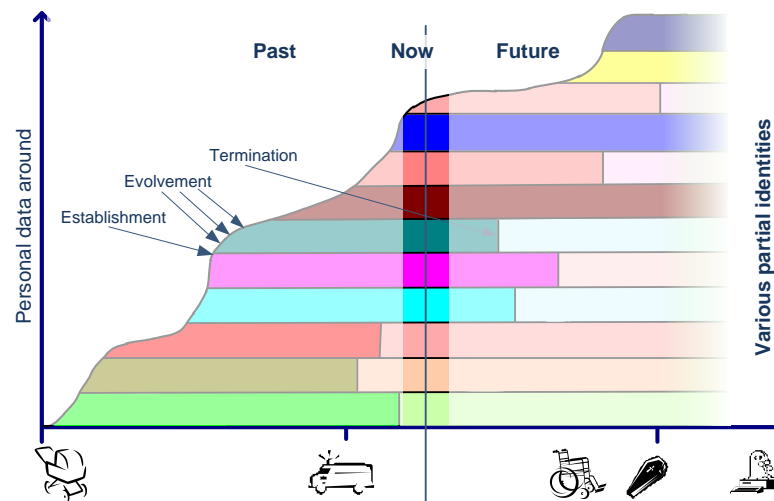 Past
Now
Future
Termination
Evolvement
Establishment
Personal data around
Various partial identities